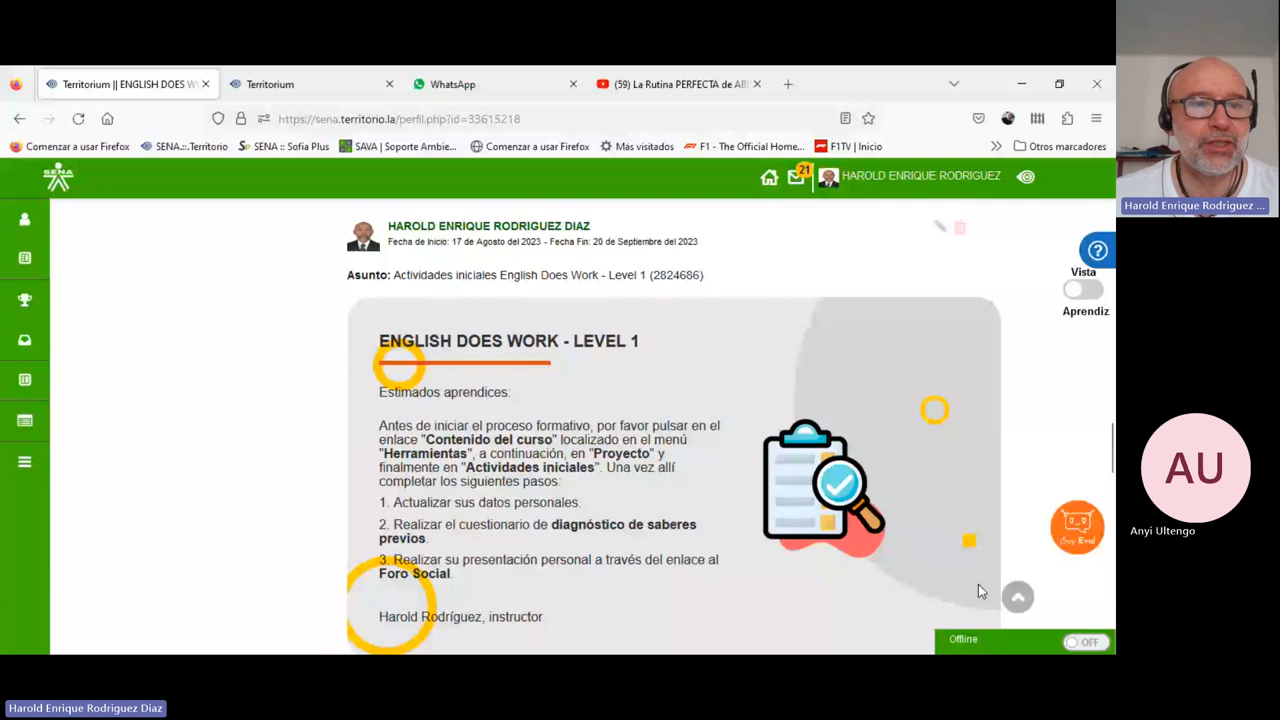 Territorium || ENGLISH DOES W
Territorium
WhatsApp
(59) La Rutina PERFECTA de AB
https://sena.territorio.la/perfil.php?id=33615218
Comenzar a usar Firefox
SENA.::.Territorio
SENA :: Sofia Plus
SAVA | Soporte Ambie...
Comenzar a usar Firefox
Más visitados
F1 - The Official Home...
F1TV | Inicio
Otros marcadores
SENA
21
HAROLD ENRIQUE RODRIGUEZ
Harold Enrique Rodriguez ...
HAROLD ENRIQUE RODRIGUEZ DIAZ
Fecha de Inicio: 17 de Agosto del 2023 - Fecha Fin: 20 de Septiembre del 2023
Asunto: Actividades iniciales English Does Work - Level 1 (2824686)
Vista
Aprendiz
ENGLISH DOES WORK - LEVEL 1
Estimados aprendices:
Antes de iniciar el proceso formativo, por favor pulsar en el
enlace "Contenido del curso" localizado en el menú
"Herramientas", a continuación, en "Proyecto" y
finalmente en "Actividades iniciales". Una vez allí
completar los siguientes pasos:
1. Actualizar sus datos personales.
2. Realizar el cuestionario de diagnóstico de saberes
previos.
3. Realizar su presentación personal a través del enlace al
Foro Social.
Harold Rodríguez, instructor
¡Soy Eva!
AU
Anyi Ultengo
Offline
OFF
Harold Enrique Rodriguez Diaz